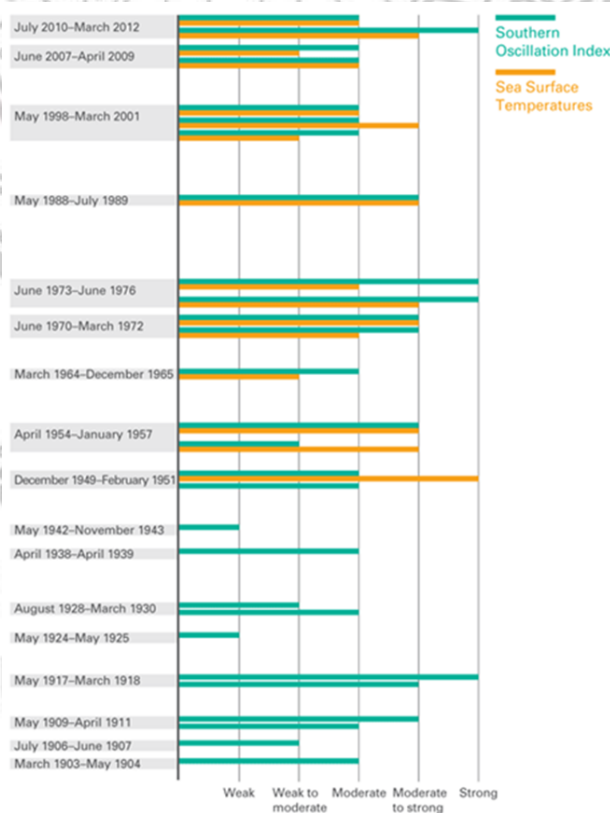 July 2010–March 2012
June 2007–April 2009
May 1998–March 2001
May 1988–July 1989
June 1973–June 1976
June 1970–March 1972
March 1964–December 1965
April 1954–January 1957
December 1949–February 1951
May 1942–November 1943
April 1938–April 1939
August 1928–March 1930
May 1924–May 1925
May 1917–March 1918
May 1909–April 1911
July 1906–June 1907
March 1903–May 1904
Southern
Oscillation Index
Sea Surface
Temperatures
Weak
Weak to
moderate
Moderate
Moderate
to strong
Strong